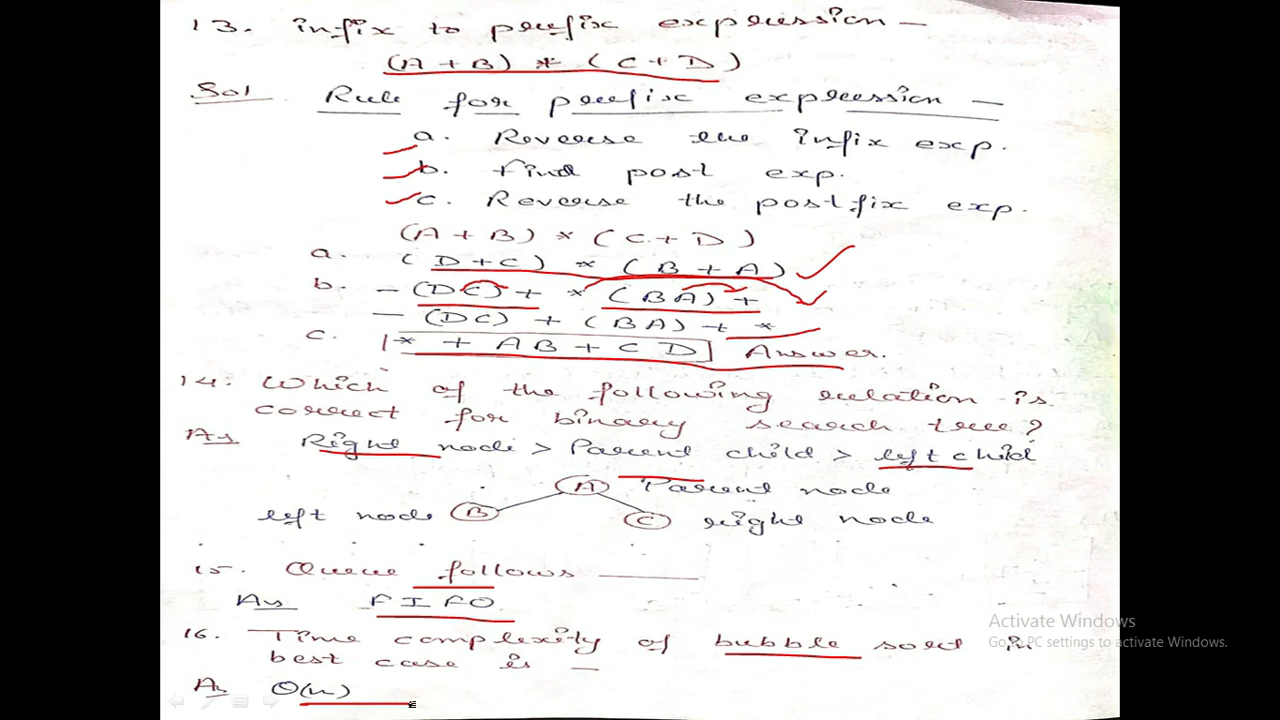 13. infix to prefix expression —
(A + B) * (C + D)
Sol Rule for prefix expression —
a. Reverse the infix exp.
b. Find post exp.
c. Reverse the postfix exp.
(A + B) * (C + D)
a. (D + C) * (B + A)
b. — (DC) + * (BA) +
— (DC) + (BA) + *
c. * + AB + CD Answer.
14. Which of the following relation is
correct for binary search tree?
As Right node > Parent child > left child
A Parent node
left node B C right node
15. Queue follows ———
As FIFO
16. Time complexity of bubble sort in
best case is —
As O(n)
Activate Windows
Go to PC settings to activate Windows.